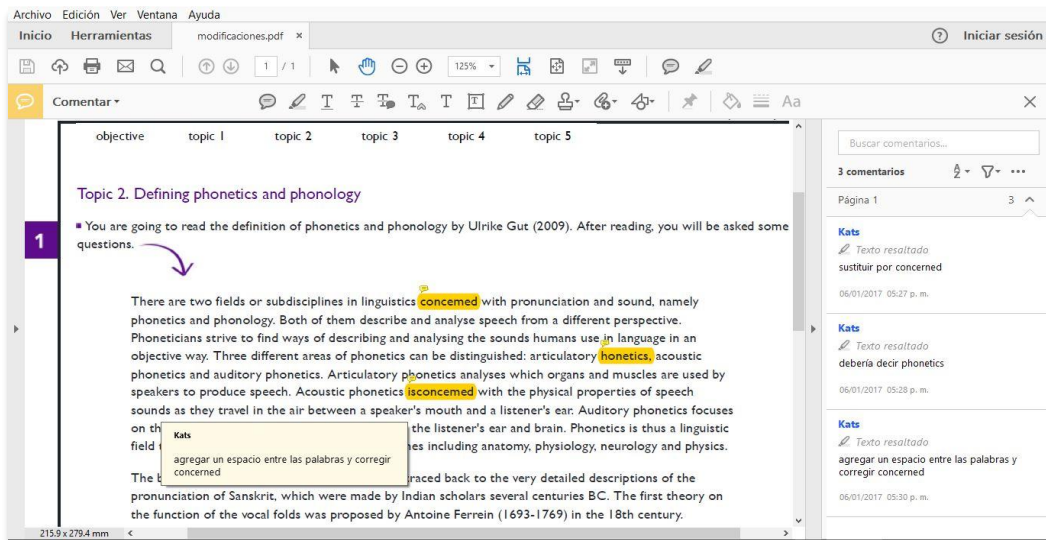 Archivo Edición Ver Ventana Ayuda
Inicio Herramientas modificaciones.pdf × ? Iniciar sesión
1 / 1 125%
Comentar
objective topic 1 topic 2 topic 3 topic 4 topic 5
Topic 2. Defining phonetics and phonology
1
You are going to read the definition of phonetics and phonology by Ulrike Gut (2009). After reading, you will be asked some
questions.
There are two fields or subdisciplines in linguistics concemed with pronunciation and sound, namely
phonetics and phonology. Both of them describe and analyse speech from a different perspective.
Phoneticians strive to find ways of describing and analysing the sounds humans use in language in an
objective way. Three different areas of phonetics can be distinguished: articulatory honetics, acoustic
phonetics and auditory phonetics. Articulatory phonetics analyses which organs and muscles are used by
speakers to produce speech. Acoustic phonetics isconcemed with the physical properties of speech
sounds as they travel in the air between a speaker's mouth and a listener's ear. Auditory phonetics focuses
on the listener's ear and brain. Phonetics is thus a linguistic
field including anatomy, physiology, neurology and physics.
Kats
agregar un espacio entre las palabras y corregir
concerned
The raced back to the very detailed descriptions of the
pronunciation of Sanskrit, which were made by Indian scholars several centuries BC. The first theory on
the function of the vocal folds was proposed by Antoine Ferrein (1693-1769) in the 18th century.
215.9 x 279.4 mm
Buscar comentarios...
3 comentarios
Página 1 3
Kats
Texto resaltado
sustituir por concerned
06/01/2017 05:27 p. m.
Kats
Texto resaltado
debería decir phonetics
06/01/2017 05:28 p. m.
Kats
Texto resaltado
agregar un espacio entre las palabras y
corregir concerned
06/01/2017 05:30 p. m.